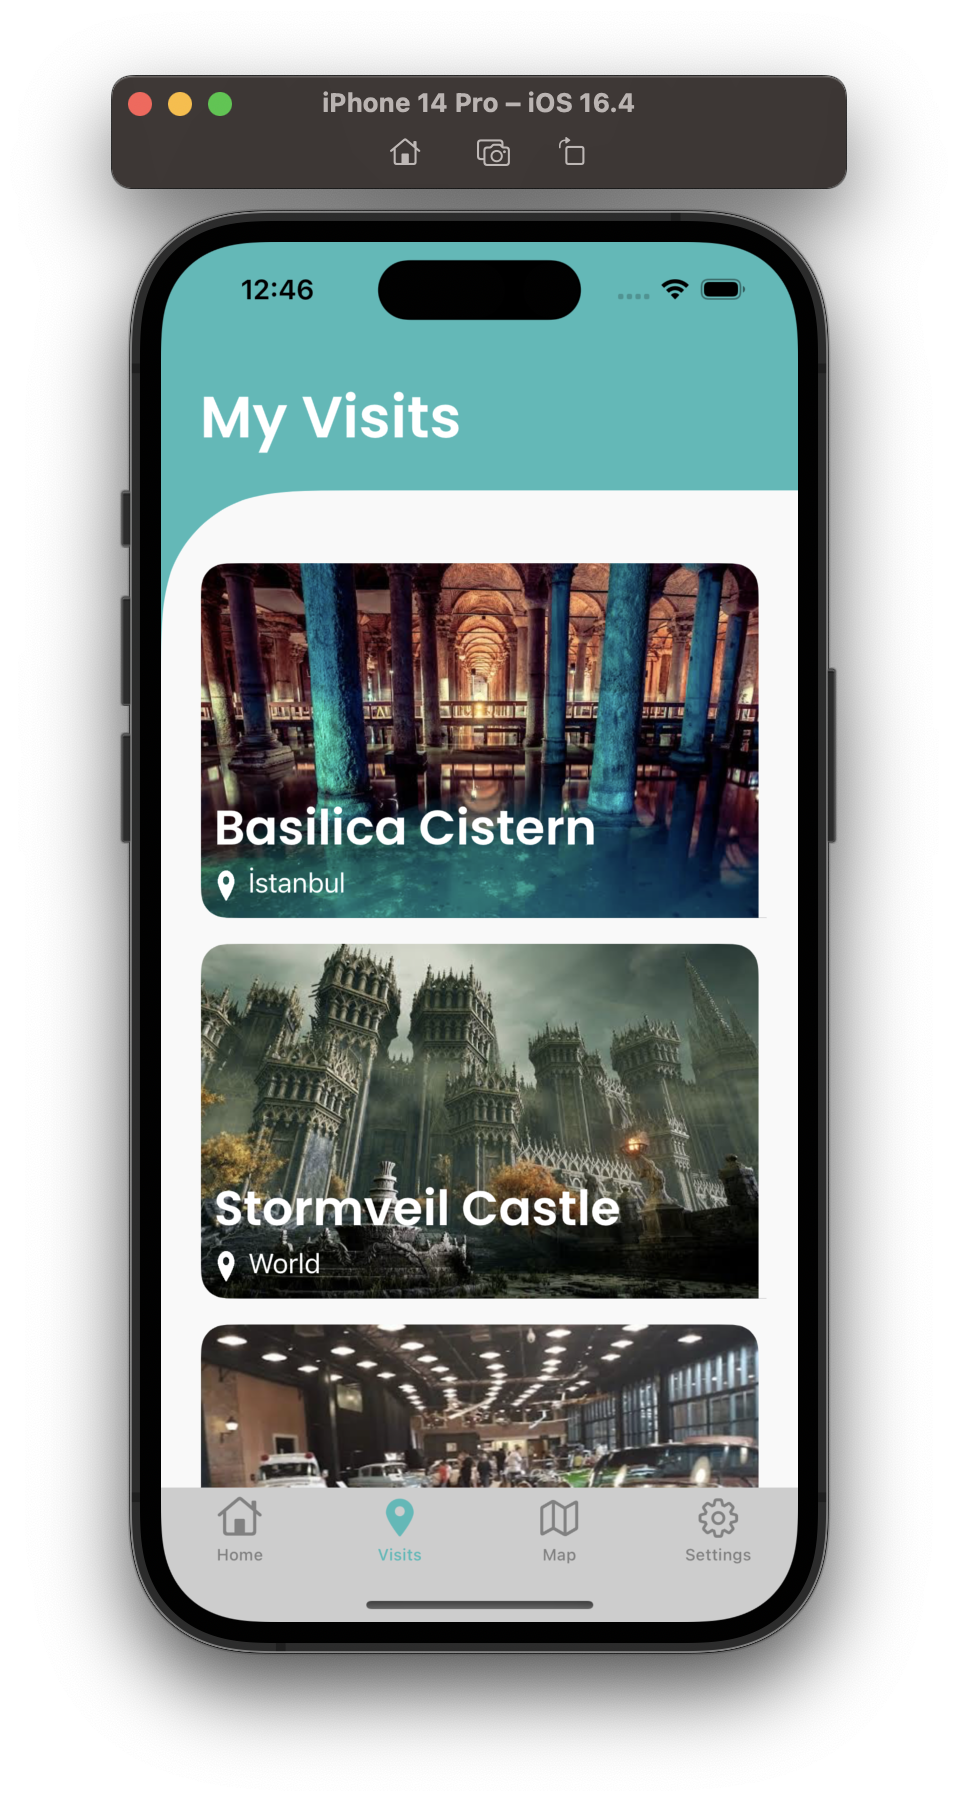 iPhone 14 Pro – iOS 16.4
12:46
My Visits
Basilica Cistern
İstanbul
Stormveil Castle
World
Home
Visits
Map
Settings